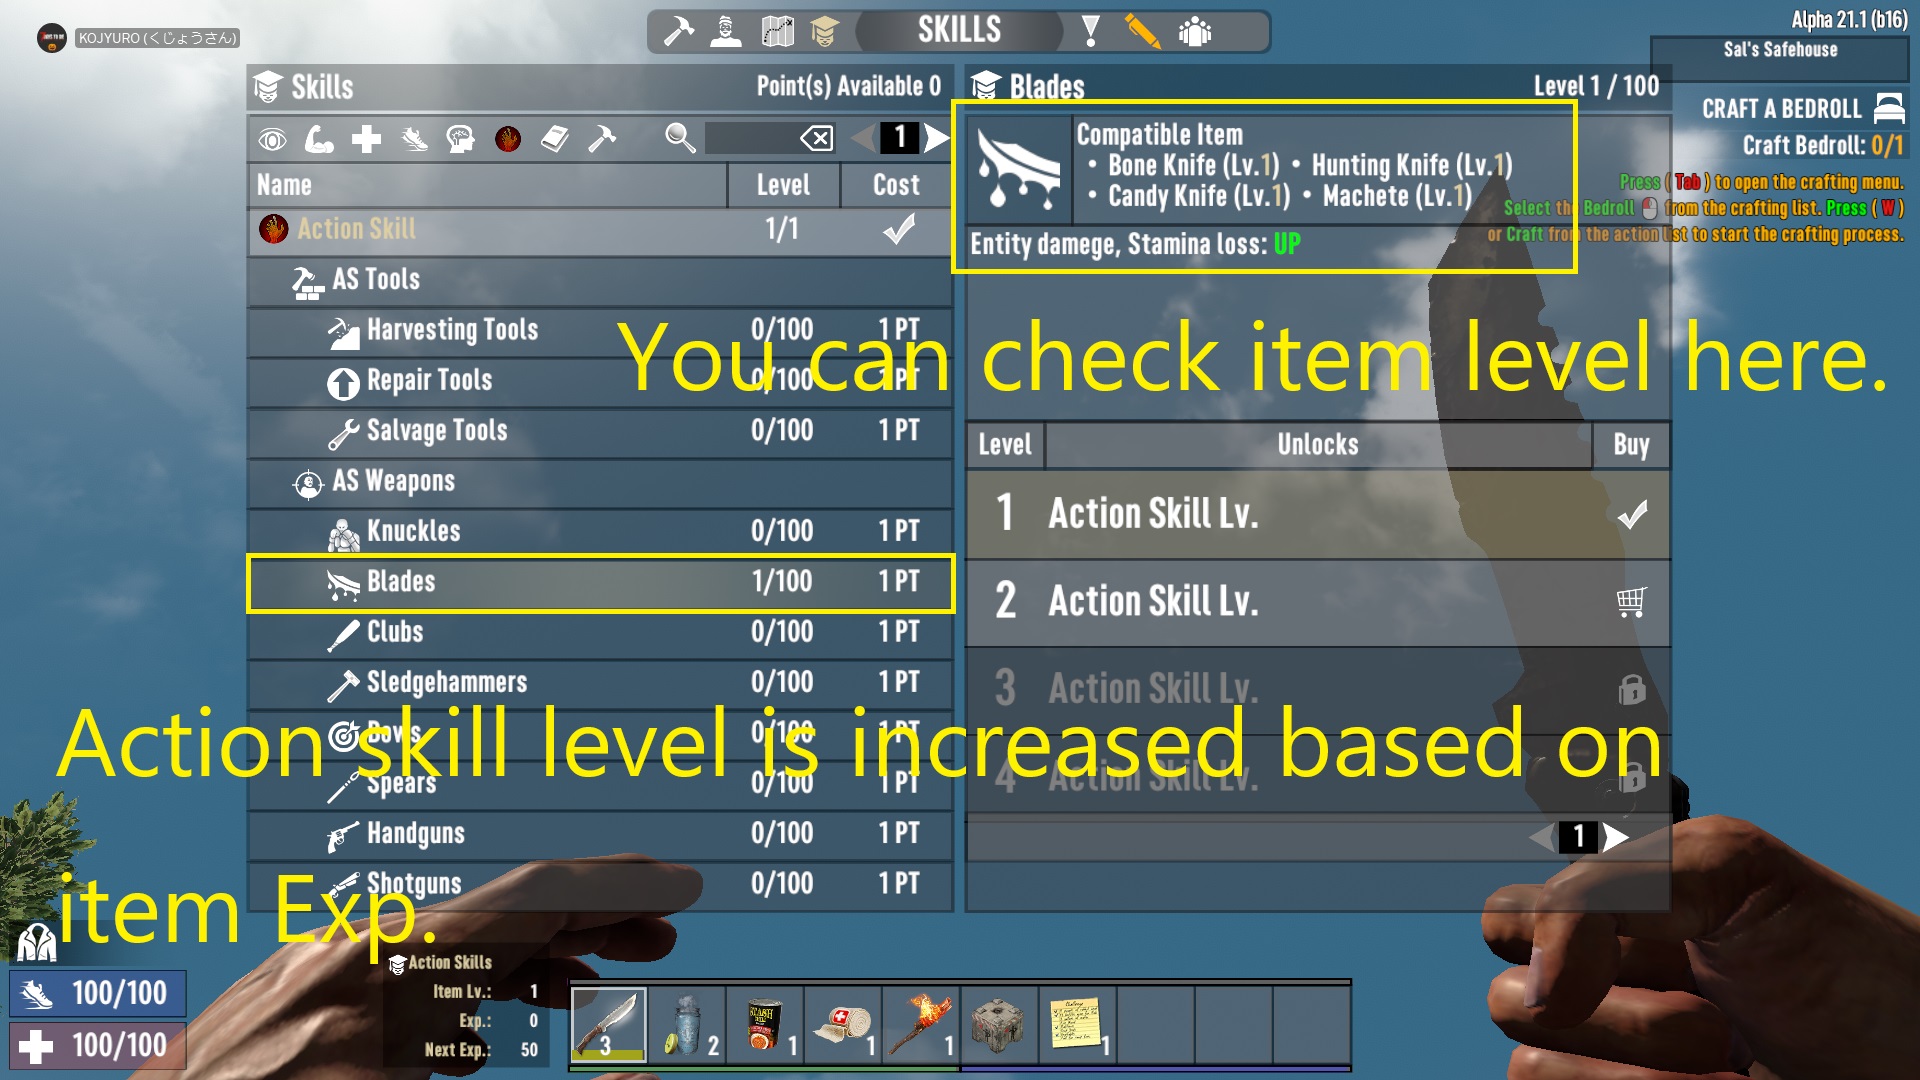 KOJYURO (くじょうさん)
SKILLS
Alpha 21.1 (b16)
Sal's Safehouse
CRAFT A BEDROLL
Craft Bedroll: 0/1
Press ( Tab ) to open the crafting menu.
Select the Bedroll from the crafting list. Press ( W )
or Craft from the action list to start the crafting process.
Skills Point(s) Available 0
1
Name Level Cost
Action Skill 1/1
AS Tools
Harvesting Tools 0/100 1 PT
Repair Tools 0/100 1 PT
Salvage Tools 0/100 1 PT
AS Weapons
Knuckles 0/100 1 PT
Blades 1/100 1 PT
Clubs 0/100 1 PT
Sledgehammers 0/100 1 PT
Bows 0/100 1 PT
Spears 0/100 1 PT
Handguns 0/100 1 PT
Shotguns 0/100 1 PT
Blades Level 1 / 100
Compatible Item
• Bone Knife (Lv.1) • Hunting Knife (Lv.1)
• Candy Knife (Lv.1) • Machete (Lv.1)
Entity damege, Stamina loss: UP
You can check item level here.
Level Unlocks Buy
1 Action Skill Lv.
2 Action Skill Lv.
3 Action Skill Lv.
4 Action Skill Lv.
1
Action skill level is increased based on
item Exp.
100/100
100/100
Action Skills
Item Lv.: 1
Exp.: 0
Next Exp.: 50
3 2 1 1 1 1